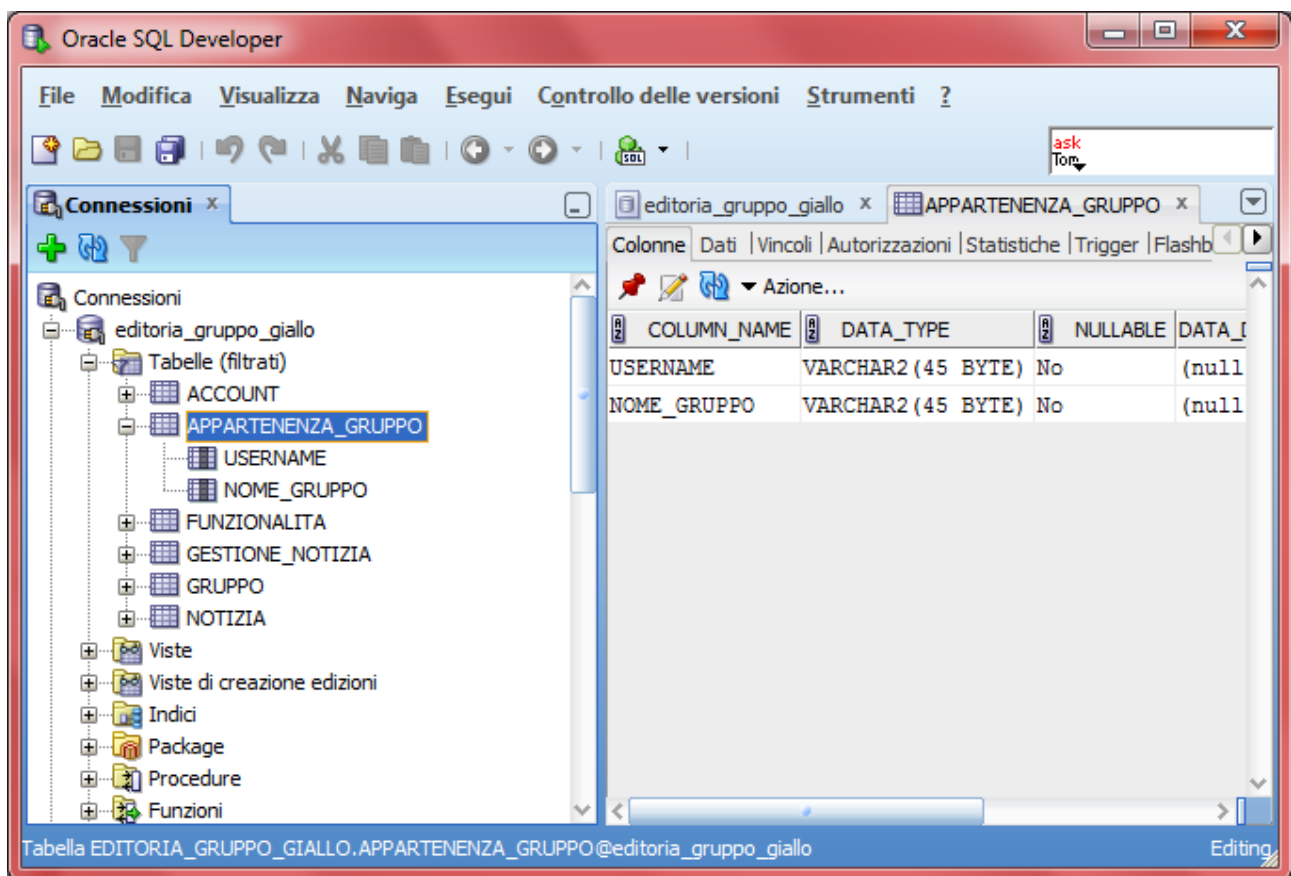 Oracle SQL Developer
File Modifica Visualizza Naviga Esegui Controllo delle versioni Strumenti ?
SQL
ask
Tom
Connessioni x
Connessioni
editoria_gruppo_giallo
Tabelle (filtrati)
ACCOUNT
APPARTENENZA_GRUPPO
USERNAME
NOME_GRUPPO
FUNZIONALITA
GESTIONE_NOTIZIA
GRUPPO
NOTIZIA
Viste
Viste di creazione edizioni
Indici
Package
Procedure
Funzioni
editoria_gruppo_giallo x APPARTENENZA_GRUPPO x
Colonne Dati |Vincoli |Autorizzazioni |Statistiche |Trigger |Flashb
Azione...
COLUMN_NAME DATA_TYPE NULLABLE DATA_D
USERNAME VARCHAR2(45 BYTE) No (null
NOME_GRUPPO VARCHAR2(45 BYTE) No (null
Tabella EDITORIA_GRUPPO_GIALLO.APPARTENENZA_GRUPPO@editoria_gruppo_giallo Editing